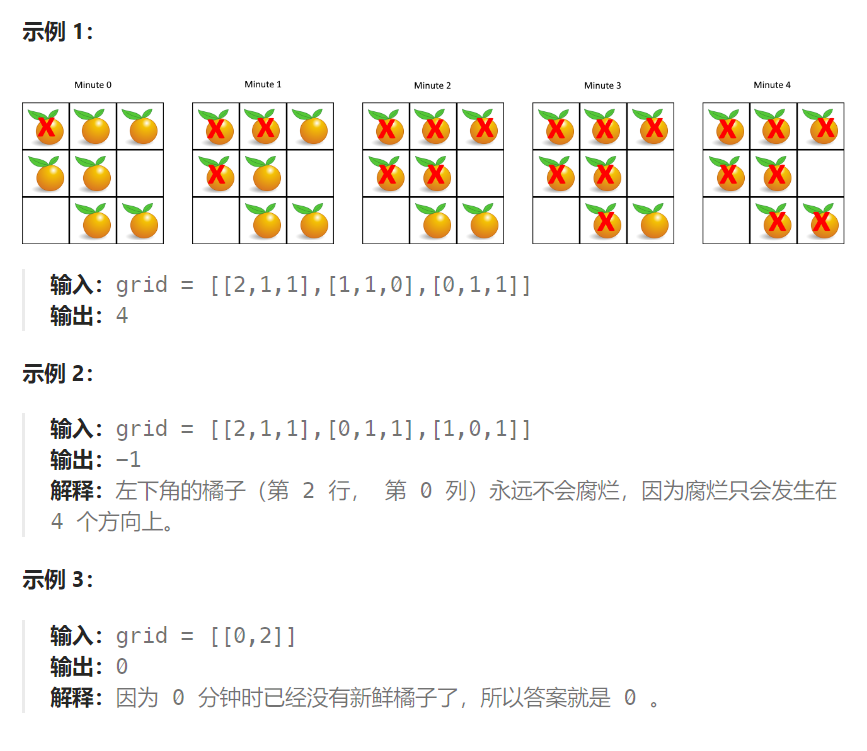 示例 1：
Minute 0 Minute 1 Minute 2 Minute 3 Minute 4
输入：grid = [[2,1,1],[1,1,0],[0,1,1]]
输出：4
示例 2：
输入：grid = [[2,1,1],[0,1,1],[1,0,1]]
输出：-1
解释：左下角的橘子（第 2 行， 第 0 列）永远不会腐烂，因为腐烂只会发生在
4 个方向上。
示例 3：
输入：grid = [[0,2]]
输出：0
解释：因为 0 分钟时已经没有新鲜橘子了，所以答案就是 0 。